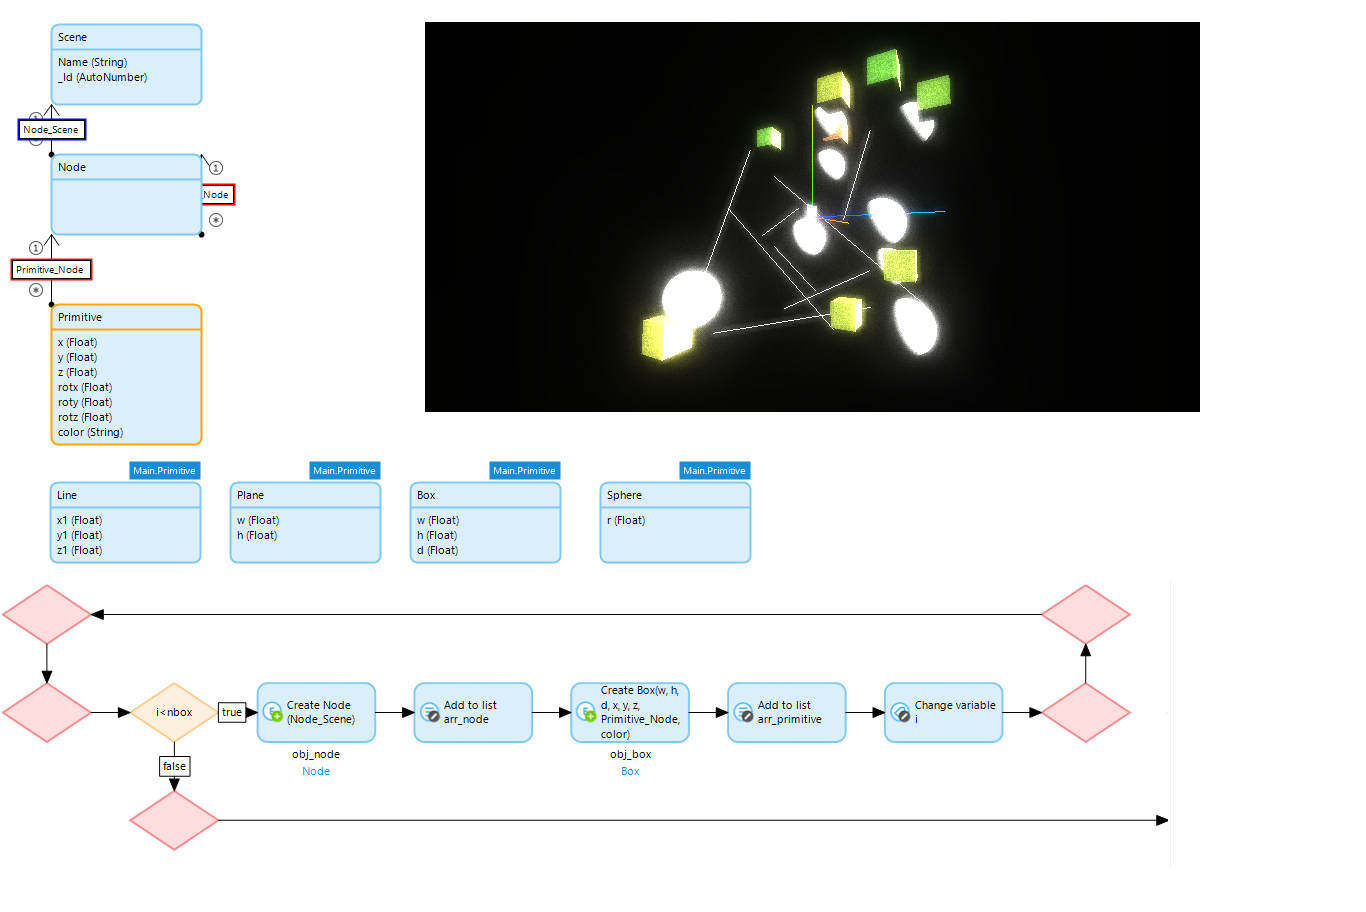 Scene
Name (String)
_Id (AutoNumber)
1
Node_Scene
Node
1
_Node
*
1
Primitive_Node
*
Primitive
x (Float)
y (Float)
z (Float)
rotx (Float)
roty (Float)
rotz (Float)
color (String)
Main.Primitive
Line
x1 (Float)
y1 (Float)
z1 (Float)
Main.Primitive
Plane
w (Float)
h (Float)
Main.Primitive
Box
w (Float)
h (Float)
d (Float)
Main.Primitive
Sphere
r (Float)
i<nbox
true
false
Create Node
(Node_Scene)
obj_node
Node
Add to list
arr_node
Create Box(w, h,
d, x, y, z,
Primitive_Node,
color)
obj_box
Box
Add to list
arr_primitive
Change variable
i